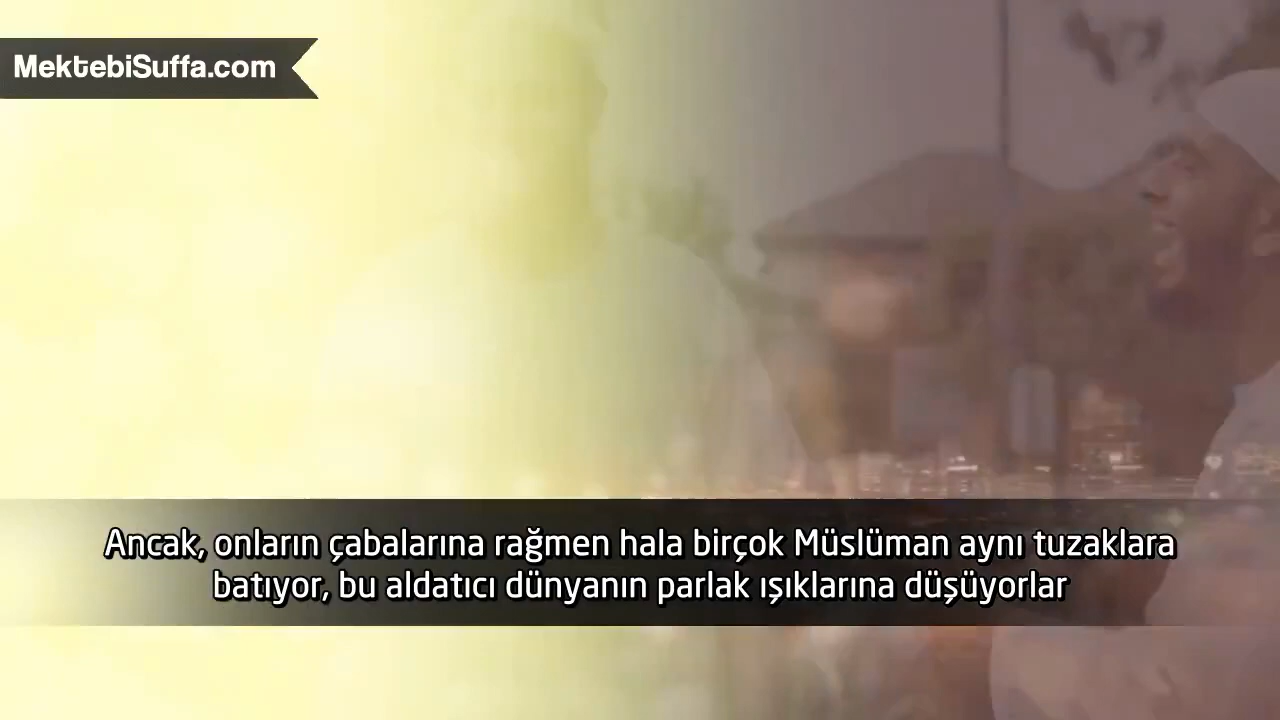 MektebiSuffa.com
Ancak, onların çabalarına rağmen hala birçok Müslüman aynı tuzaklara
batıyor, bu aldatıcı dünyanın parlak ışıklarına düşüyorlar